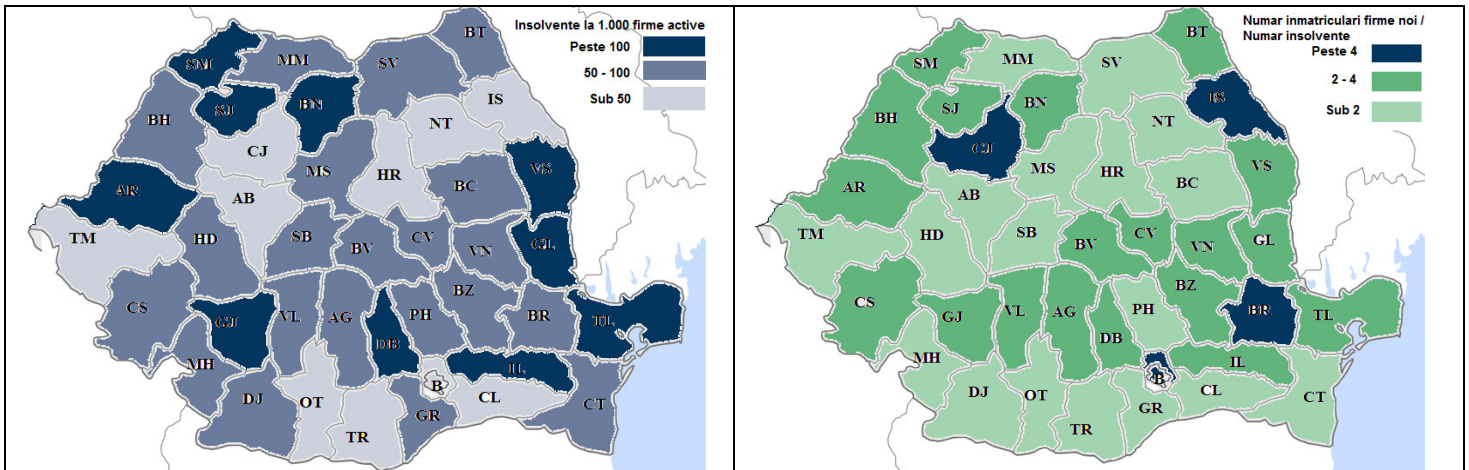 Insolvente la 1.000 firme active
Peste 100
50 - 100
Sub 50
BT
SM
MM
SV
IS
SJ
BN
BH
NT
CJ
VS
MS
HR
BC
AR
AB
TM
HD
SB
BV
CV
VN
GL
CS
BZ
GJ
VL
AG
PH
BR
TL
DB
MH
IL
B
DJ
OT
CL
CT
GR
TR
Numar inmatriculari firme noi /
Numar insolvente
Peste 4
2 - 4
Sub 2
BT
SM
MM
SV
IS
SJ
BN
BH
NT
CJ
VS
MS
HR
BC
AR
AB
TM
HD
SB
BV
CV
VN
GL
CS
BZ
GJ
VL
AG
PH
BR
TL
DB
MH
IL
B
DJ
OT
CL
CT
GR
TR